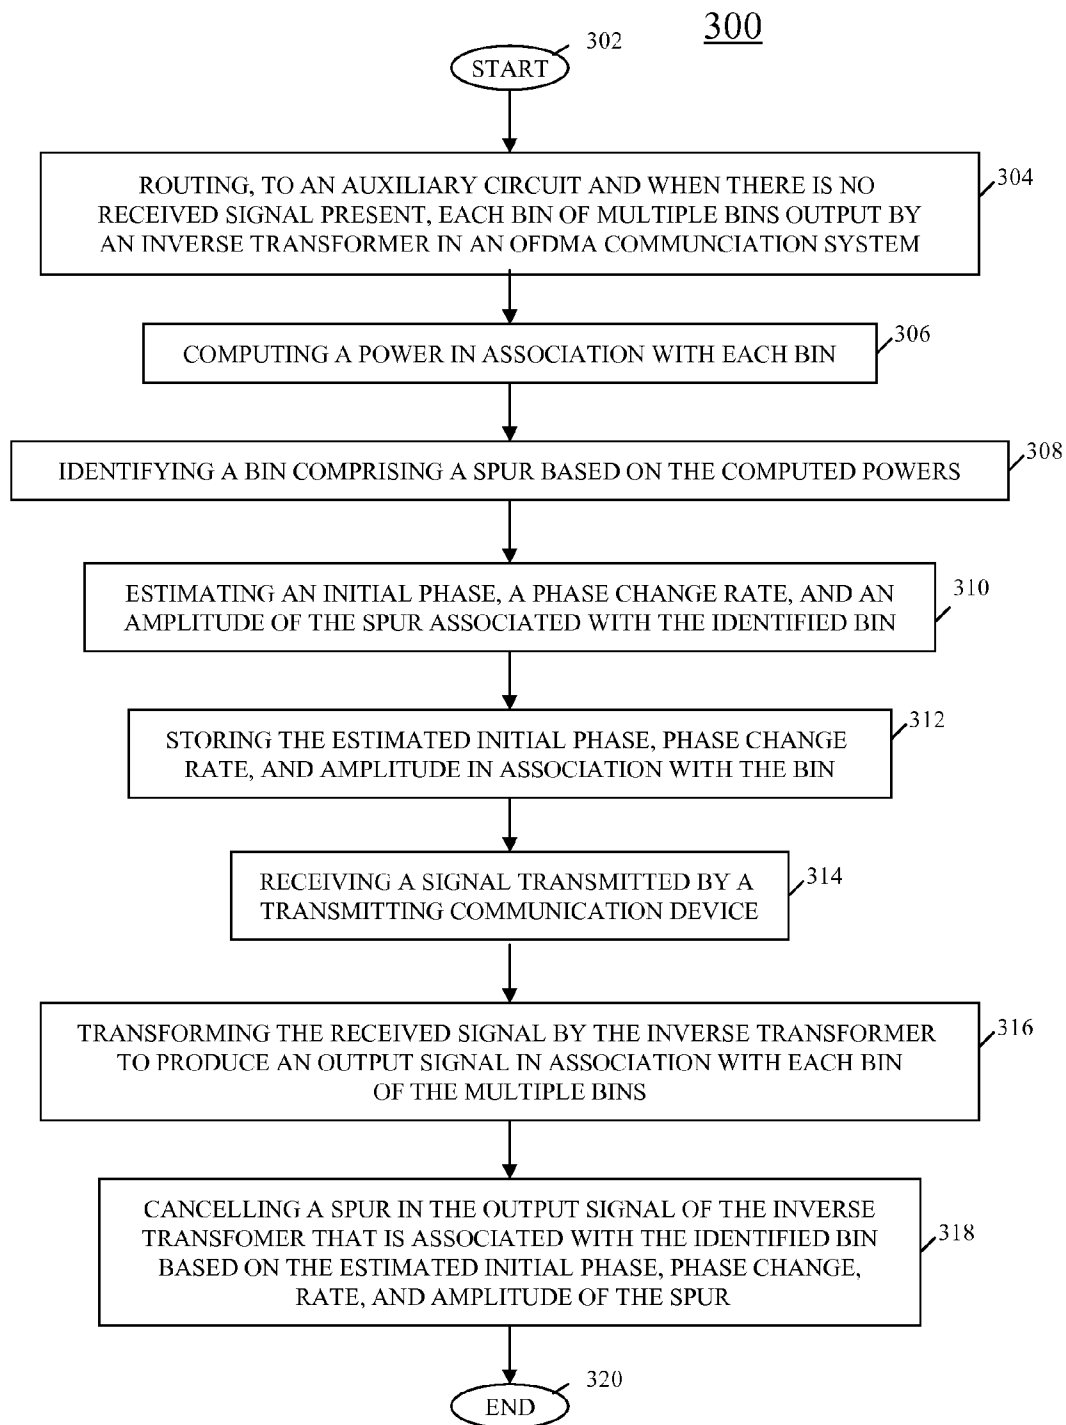 300
302
START
304
ROUTING, TO AN AUXILIARY CIRCUIT AND WHEN THERE IS NO
RECEIVED SIGNAL PRESENT, EACH BIN OF MULTIPLE BINS OUTPUT BY
AN INVERSE TRANSFORMER IN AN OFDMA COMMUNCIATION SYSTEM
306
COMPUTING A POWER IN ASSOCIATION WITH EACH BIN
308
IDENTIFYING A BIN COMPRISING A SPUR BASED ON THE COMPUTED POWERS
310
ESTIMATING AN INITIAL PHASE, A PHASE CHANGE RATE, AND AN
AMPLITUDE OF THE SPUR ASSOCIATED WITH THE IDENTIFIED BIN
312
STORING THE ESTIMATED INITIAL PHASE, PHASE CHANGE
RATE, AND AMPLITUDE IN ASSOCIATION WITH THE BIN
314
RECEIVING A SIGNAL TRANSMITTED BY A
TRANSMITTING COMMUNICATION DEVICE
316
TRANSFORMING THE RECEIVED SIGNAL BY THE INVERSE TRANSFORMER
TO PRODUCE AN OUTPUT SIGNAL IN ASSOCIATION WITH EACH BIN
OF THE MULTIPLE BINS
318
CANCELLING A SPUR IN THE OUTPUT SIGNAL OF THE INVERSE
TRANSFOMER THAT IS ASSOCIATED WITH THE IDENTIFIED BIN
BASED ON THE ESTIMATED INITIAL PHASE, PHASE CHANGE,
RATE, AND AMPLITUDE OF THE SPUR
320
END